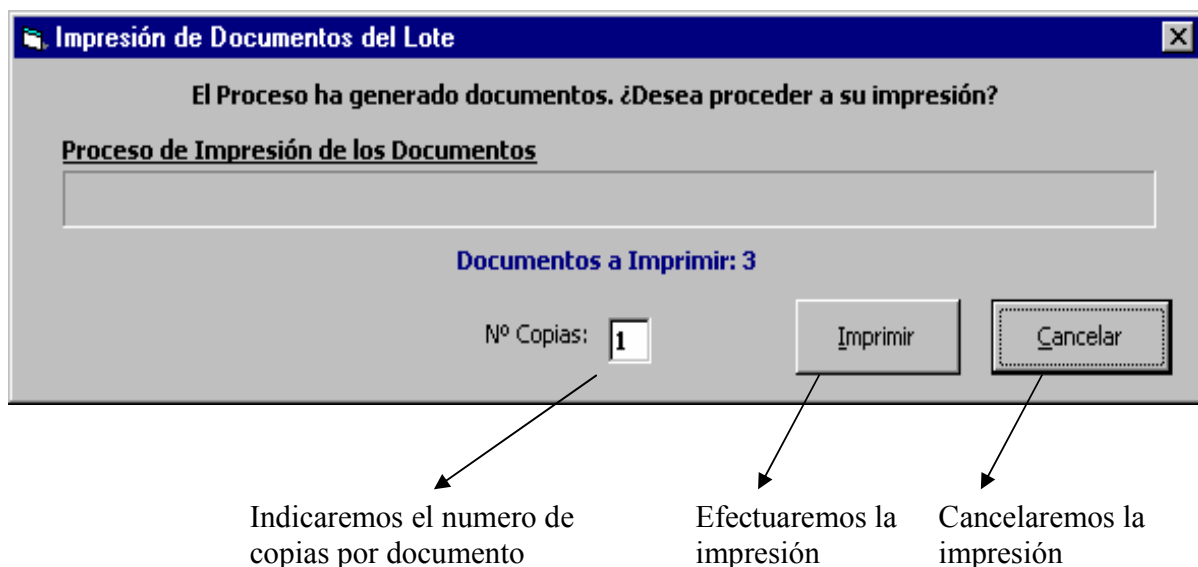 Impresión de Documentos del Lote
El Proceso ha generado documentos. ¿Desea proceder a su impresión?
Proceso de Impresión de los Documentos
Documentos a Imprimir: 3
Nº Copias: 1 Imprimir Cancelar
Indicaremos el numero de Efectuaremos la Cancelaremos la
copias por documento impresión impresión